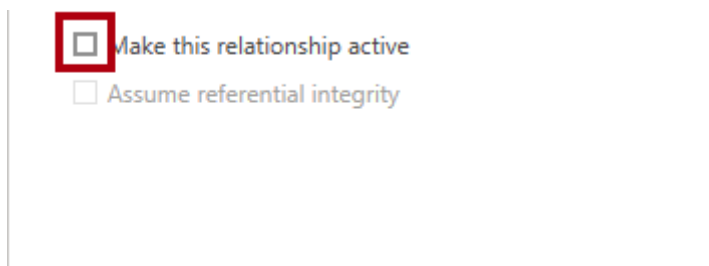 Make this relationship active
Assume referential integrity